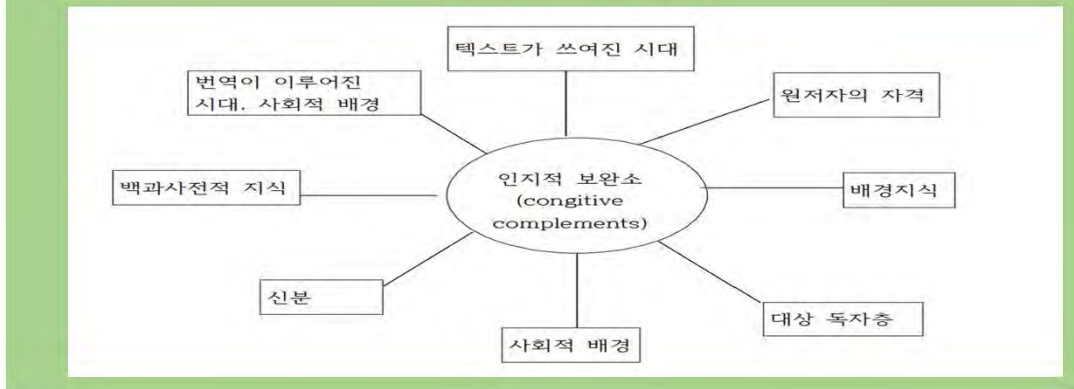 텍스트가 쓰여진 시대
번역이 이루어진
시대. 사회적 배경
원저자의 자격
백과사전적 지식
인지적 보완소
(congitive
complements)
배경지식
신분
대상 독자층
사회적 배경